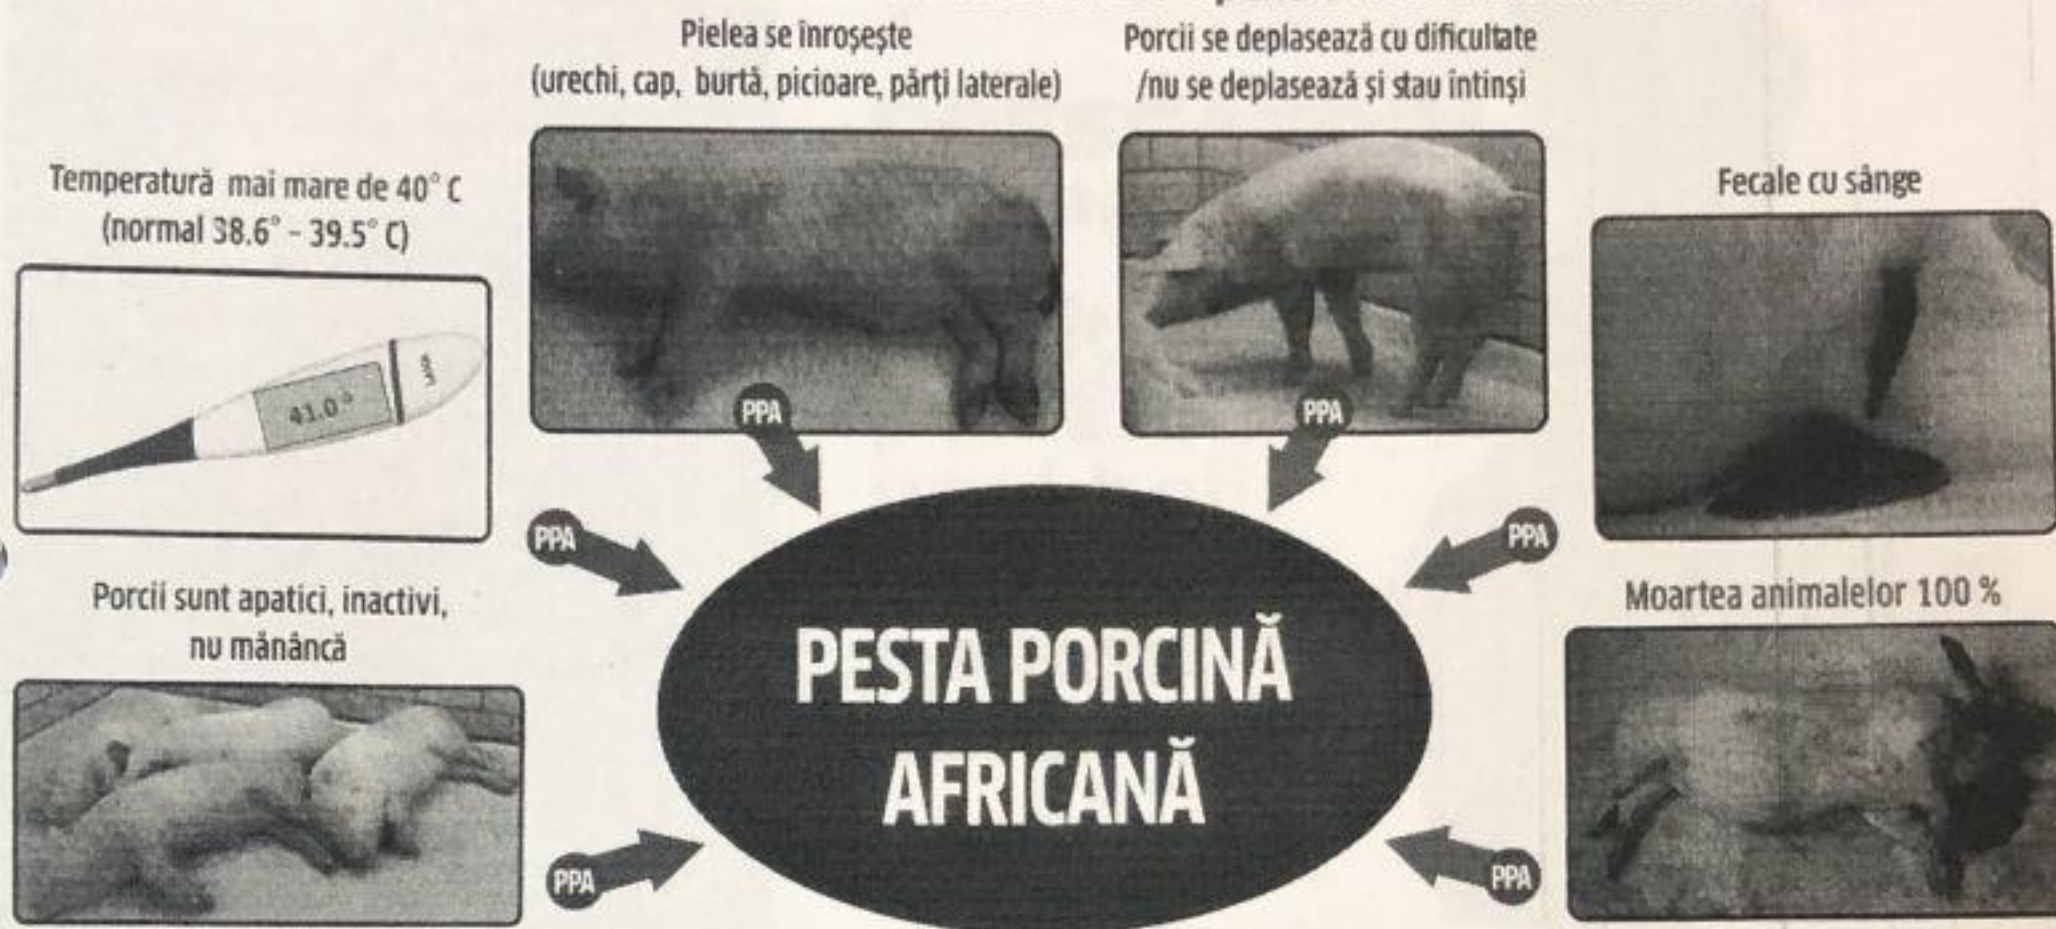 Pielea se înroșește
(urechi, cap, burtă, picioare, părți laterale)
Porcii se deplasează cu dificultate
/nu se deplasează și stau întinși
Temperatură mai mare de 40° C
(normal 38.6° - 39.5° C)
Fecale cu sânge
41.0°
PPA
PPA
PPA
PPA
Porcii sunt apatici, inactivi,
nu mănâncă
Moartea animalelor 100 %
PESTA PORCINĂ
AFRICANĂ
PPA
PPA